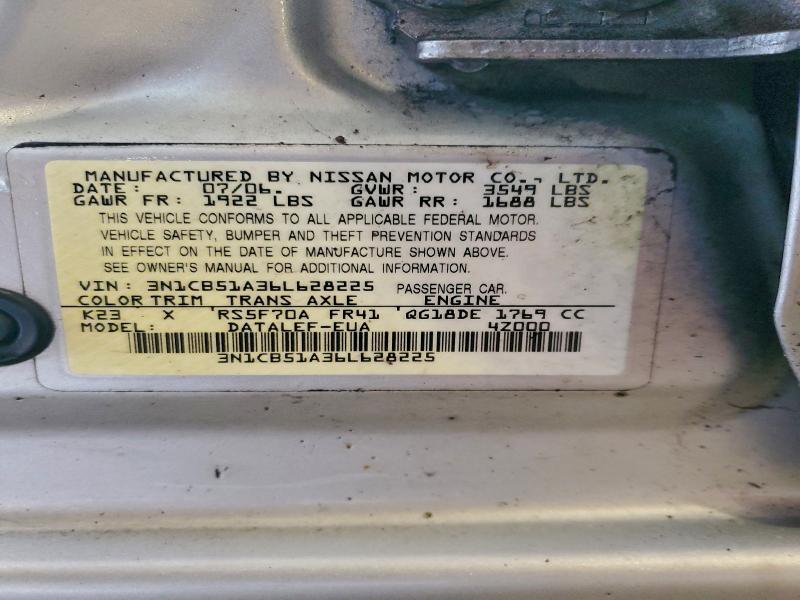 MANUFACTURED BY NISSAN MOTOR CO., LTD.
DATE: 07/06. GVWR: 3549 LBS
GAWR FR: 1922 LBS GAWR RR: 1688 LBS
THIS VEHICLE CONFORMS TO ALL APPLICABLE FEDERAL MOTOR.
VEHICLE SAFETY, BUMPER AND THEFT PREVENTION STANDARDS
IN EFFECT ON THE DATE OF MANUFACTURE SHOWN ABOVE.
SEE OWNER'S MANUAL FOR ADDITIONAL INFORMATION.
VIN: 3N1CB51A36L628225 PASSENGER CAR.
COLOR TRIM TRANS AXLE ENGINE
K23 X 'RS5F70A FR41 'QG18DE 1769 CC
MODEL: DATALEF-EUA 4Z000
3N1CB51A36L628225